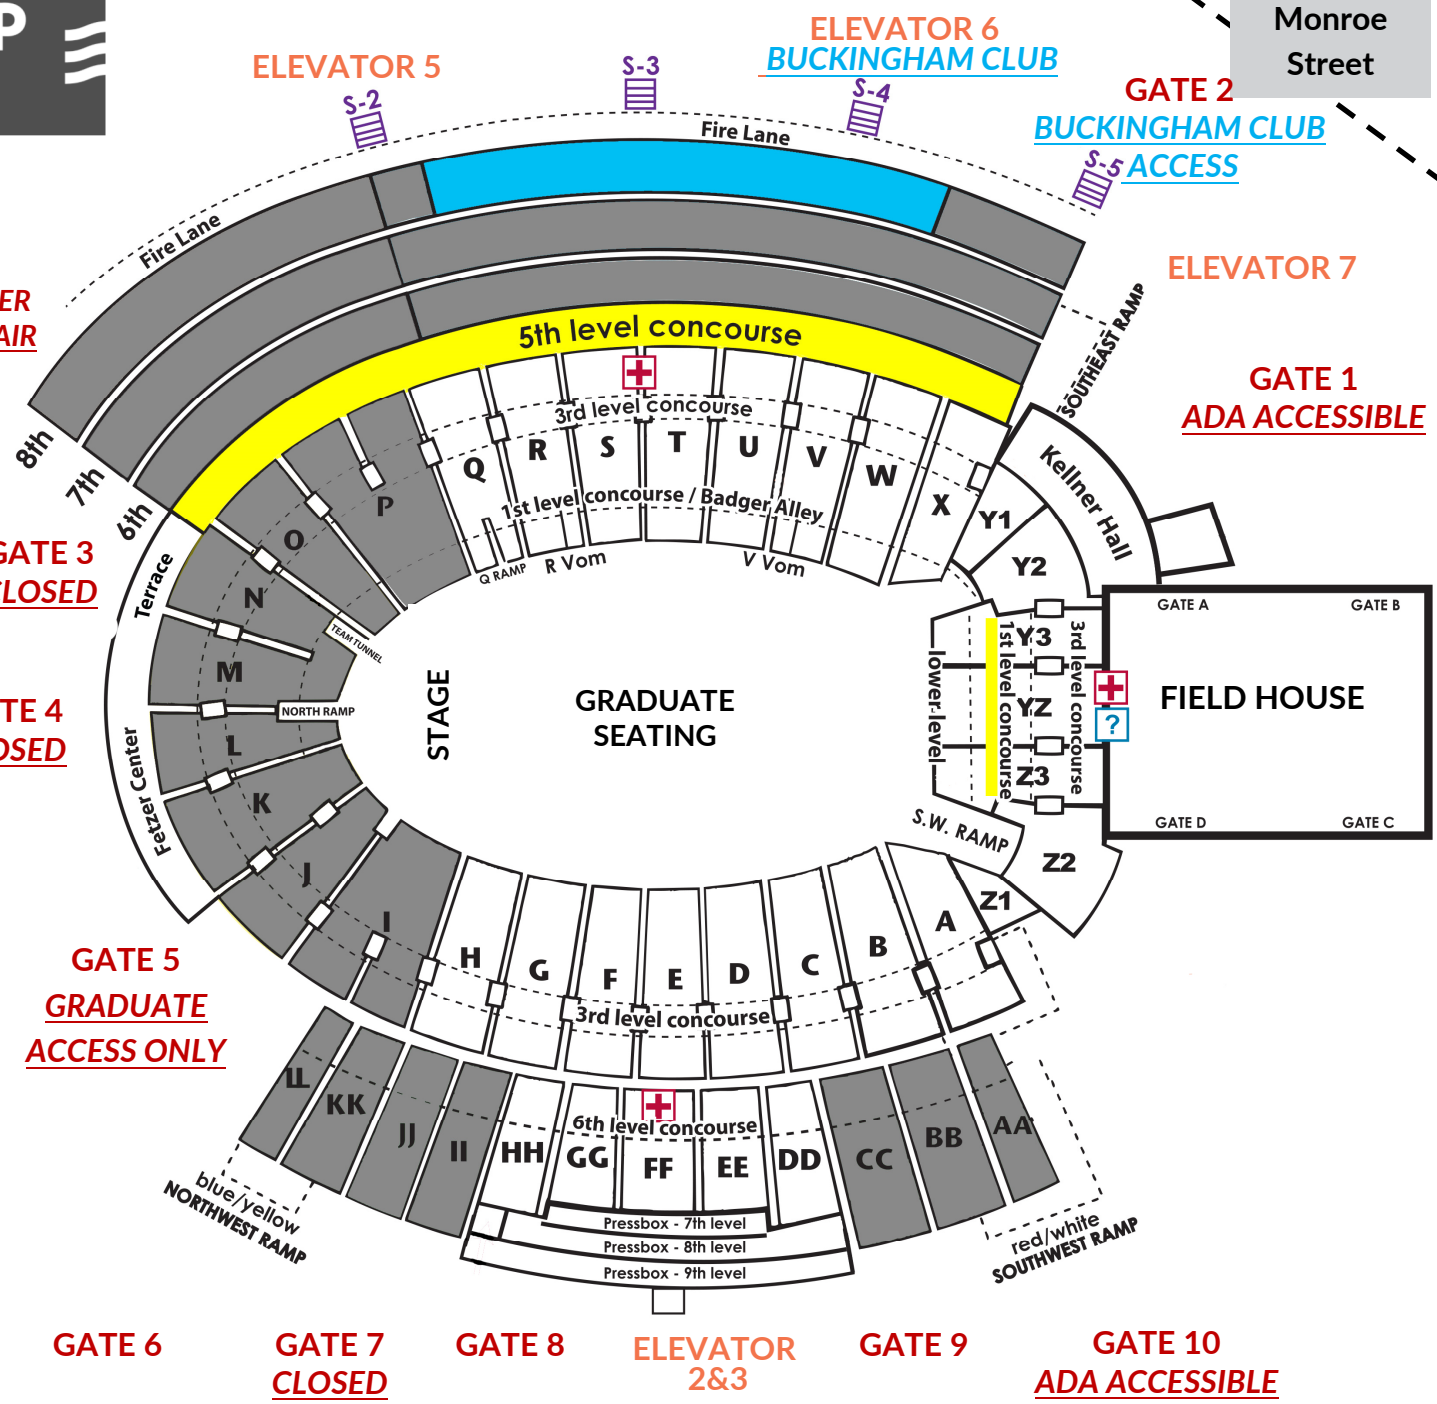 P
Monroe
Street
ELEVATOR 5
S-2
S-3
ELEVATOR 6
BUCKINGHAM CLUB
S-4
GATE 2
BUCKINGHAM CLUB
ACCESS
S-5
Fire Lane
Fire Lane
ELEVATOR 7
SOUTHEAST RAMP
ER
AIR
GATE 1
ADA ACCESSIBLE
8th
7th
6th
5th level concourse
3rd level concourse
1st level concourse / Badger Alley
P
Q
R
S
T
U
V
W
X
Y1
Y2
Kellner Hall
O
N
M
L
K
J
I
Q RAMP
R Vom
V Vom
GATE 3
CLOSED
Terrace
TEAM TUNNEL
NORTH RAMP
Fetzer Center
TE 4
OSED
STAGE
GRADUATE
SEATING
lower level
1st level concourse
Y3
YZ
Z3
3rd level concourse
?
GATE A
GATE B
FIELD HOUSE
GATE D
GATE C
S.W. RAMP
Z2
Z1
A
B
C
D
E
F
G
H
3rd level concourse
GATE 5
GRADUATE
ACCESS ONLY
LL
KK
JJ
II
HH
GG
FF
EE
DD
CC
BB
AA
6th level concourse
Pressbox - 7th level
Pressbox - 8th level
Pressbox - 9th level
blue/yellow
NORTHWEST RAMP
red/white
SOUTHWEST RAMP
GATE 6
GATE 7
CLOSED
GATE 8
ELEVATOR
2&3
GATE 9
GATE 10
ADA ACCESSIBLE